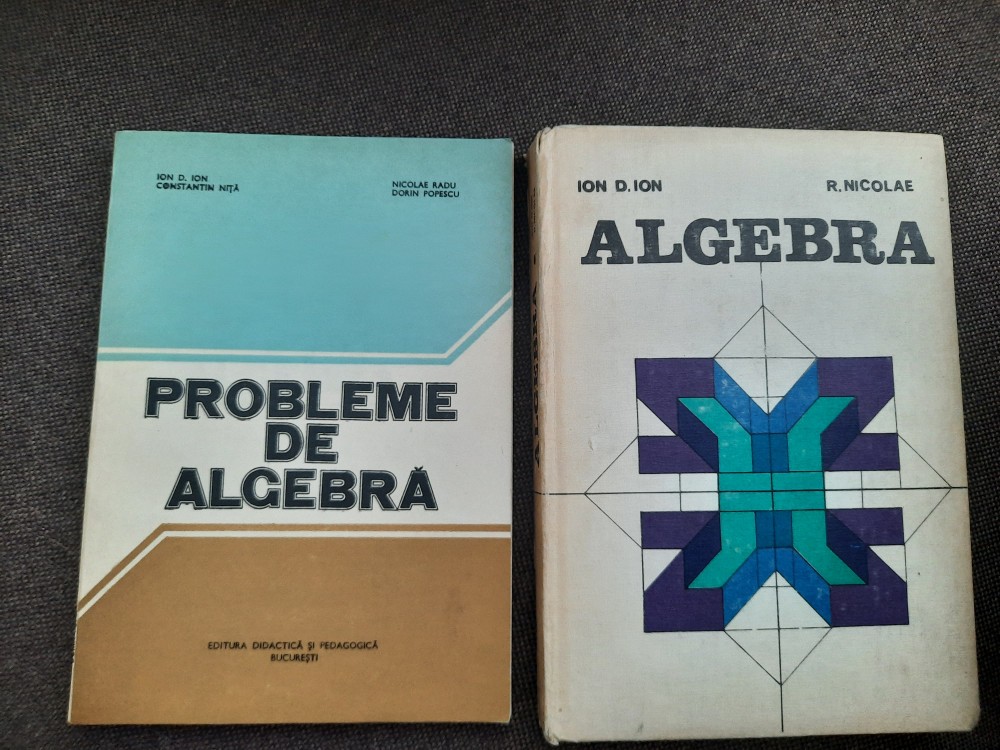 ION D. ION
CONSTANTIN NIȚĂ
NICOLAE RADU
DORIN POPESCU
PROBLEME
DE
ALGEBRĂ
EDITURA DIDACTICĂ ȘI PEDAGOGICĂ
BUCUREȘTI
ION D. ION
R. NICOLAE
ALGEBRA
ALGEBRA